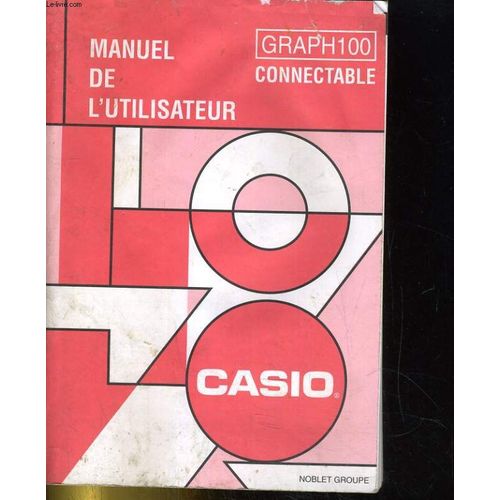 MANUEL
DE
L'UTILISATEUR
GRAPH100
CONNECTABLE
CASIO®
NOBLET GROUPE
Le-livre.com